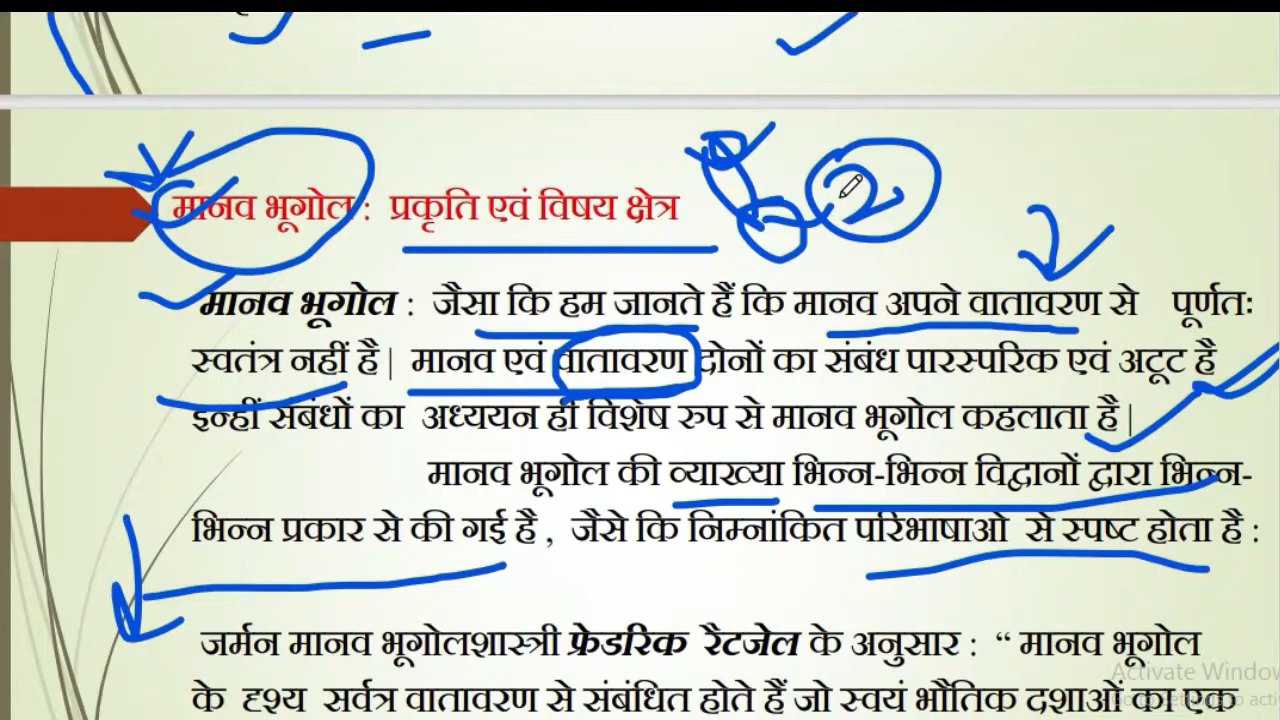 मानव भूगोल : प्रकृति एवं विषय क्षेत्र
2
मानव भूगोल : जैसा कि हम जानते हैं कि मानव अपने वातावरण से पूर्णतः
स्वतंत्र नहीं है | मानव एवं वातावरण दोनों का संबंध पारस्परिक एवं अटूट है
इन्हीं संबंधों का अध्ययन ही विशेष रुप से मानव भूगोल कहलाता है |
मानव भूगोल की व्याख्या भिन्न-भिन्न विद्वानों द्वारा भिन्न-
भिन्न प्रकार से की गई है , जैसे कि निम्नांकित परिभाषाओ से स्पष्ट होता है :
जर्मन मानव भूगोलशास्त्री फ्रेडरिक रैटजेल के अनुसार : “ मानव भूगोल
के दृश्य सर्वत्र वातावरण से संबंधित होते हैं जो स्वयं भौतिक दशाओं का एक
Activate Window